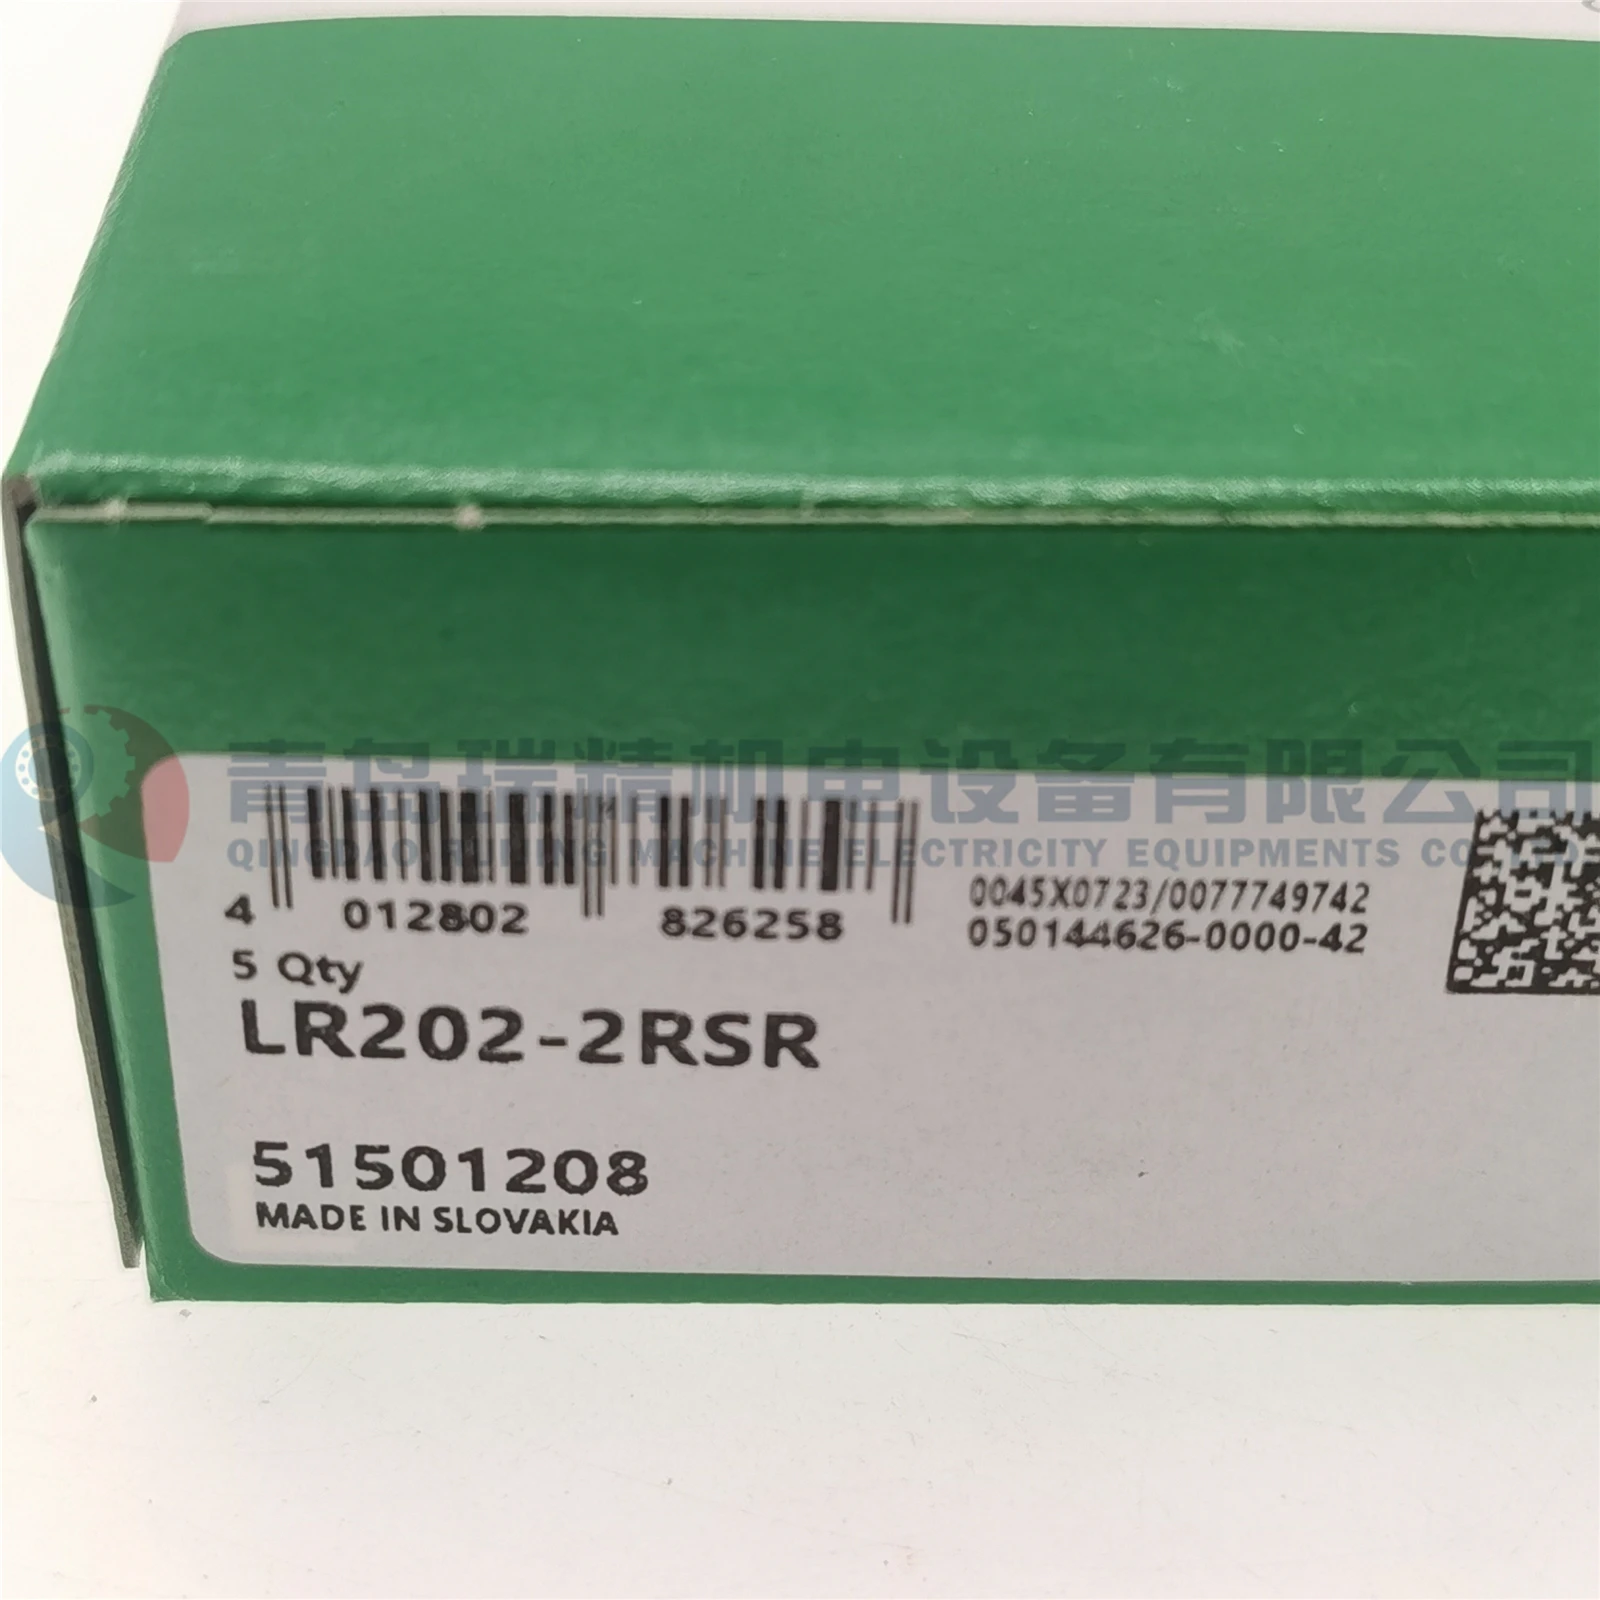 青岛瑞精机电设备有限公司
QINGDAO RUIJING MACHINE ELECTRICITY EQUIPMENTS CO., LTD
4 012802 826258
0045X0723/0077749742
050144626-0000-42
5 Qty
LR202-2RSR
51501208
MADE IN SLOVAKIA